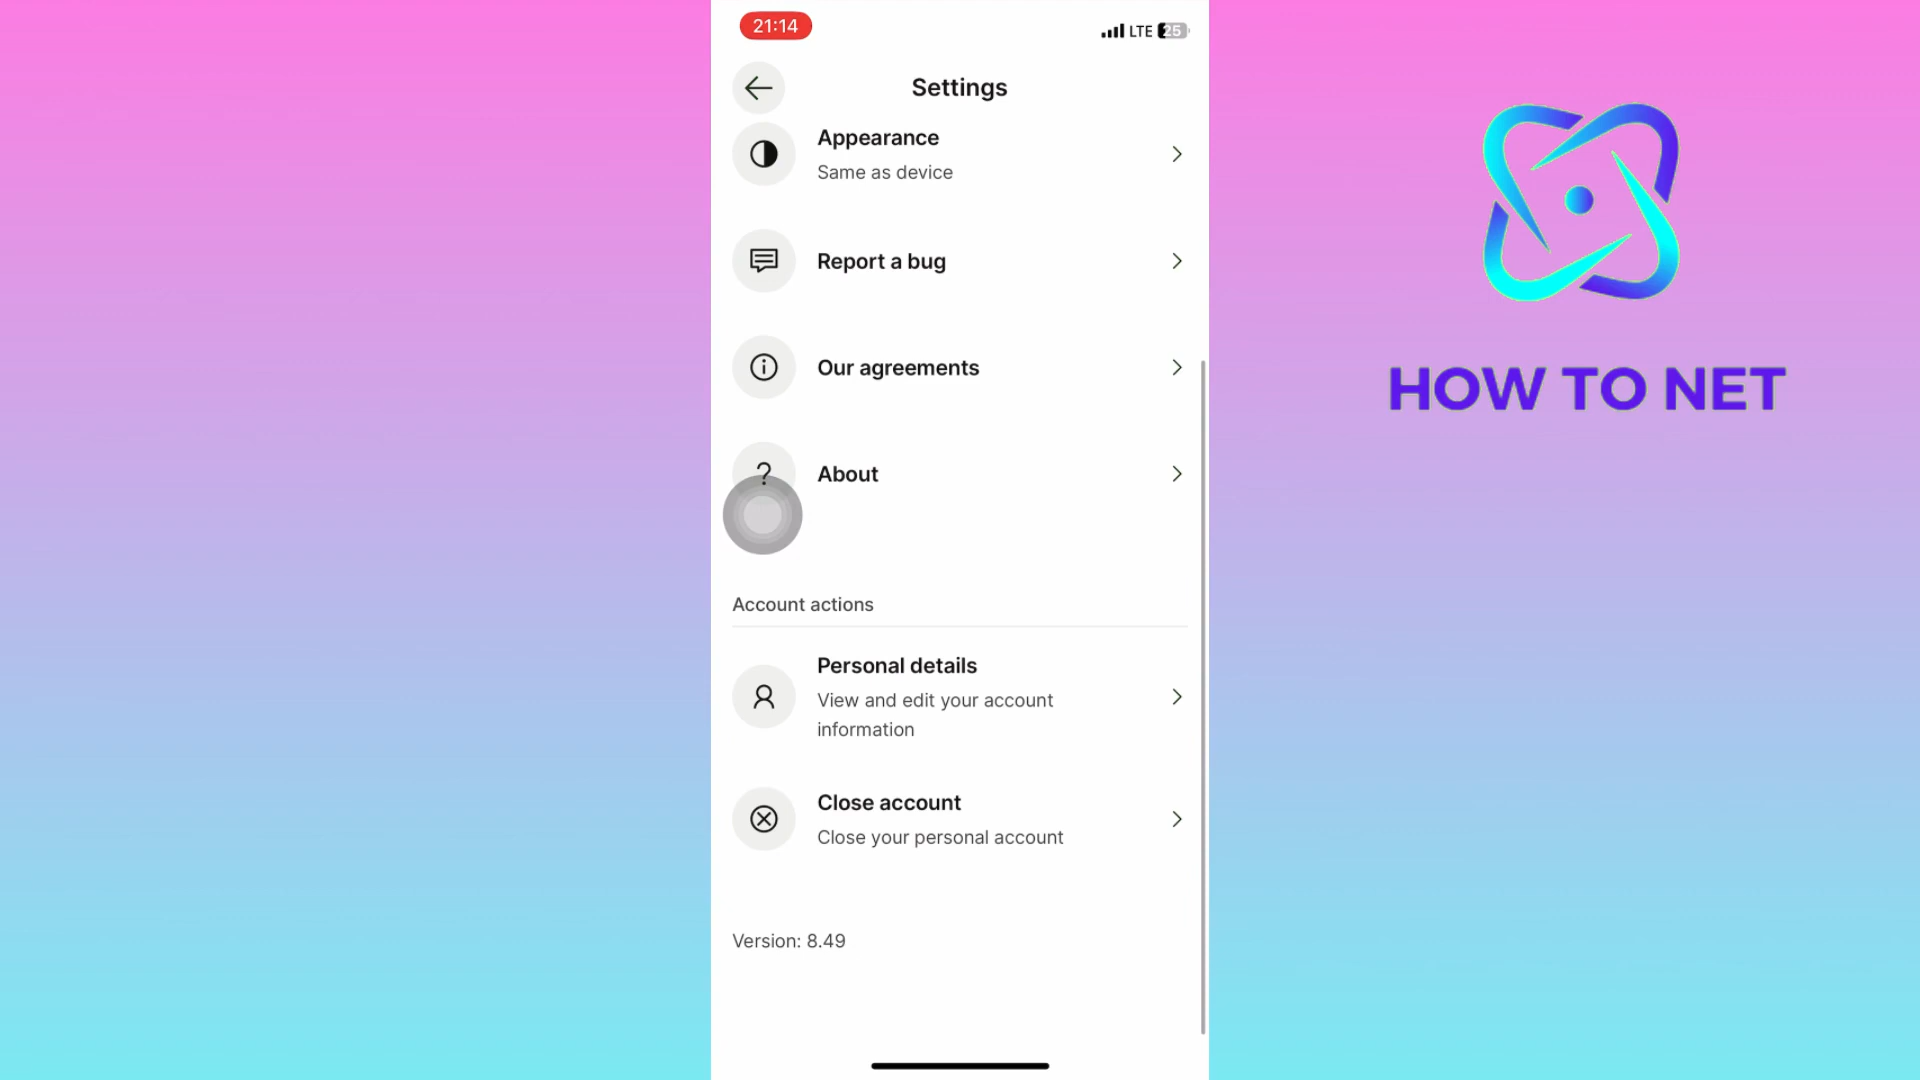 21:14
LTE 25
Settings
Appearance
Same as device
Report a bug
Our agreements
About
Account actions
Personal details
View and edit your account
information
Close account
Close your personal account
Version: 8.49
HOW TO NET